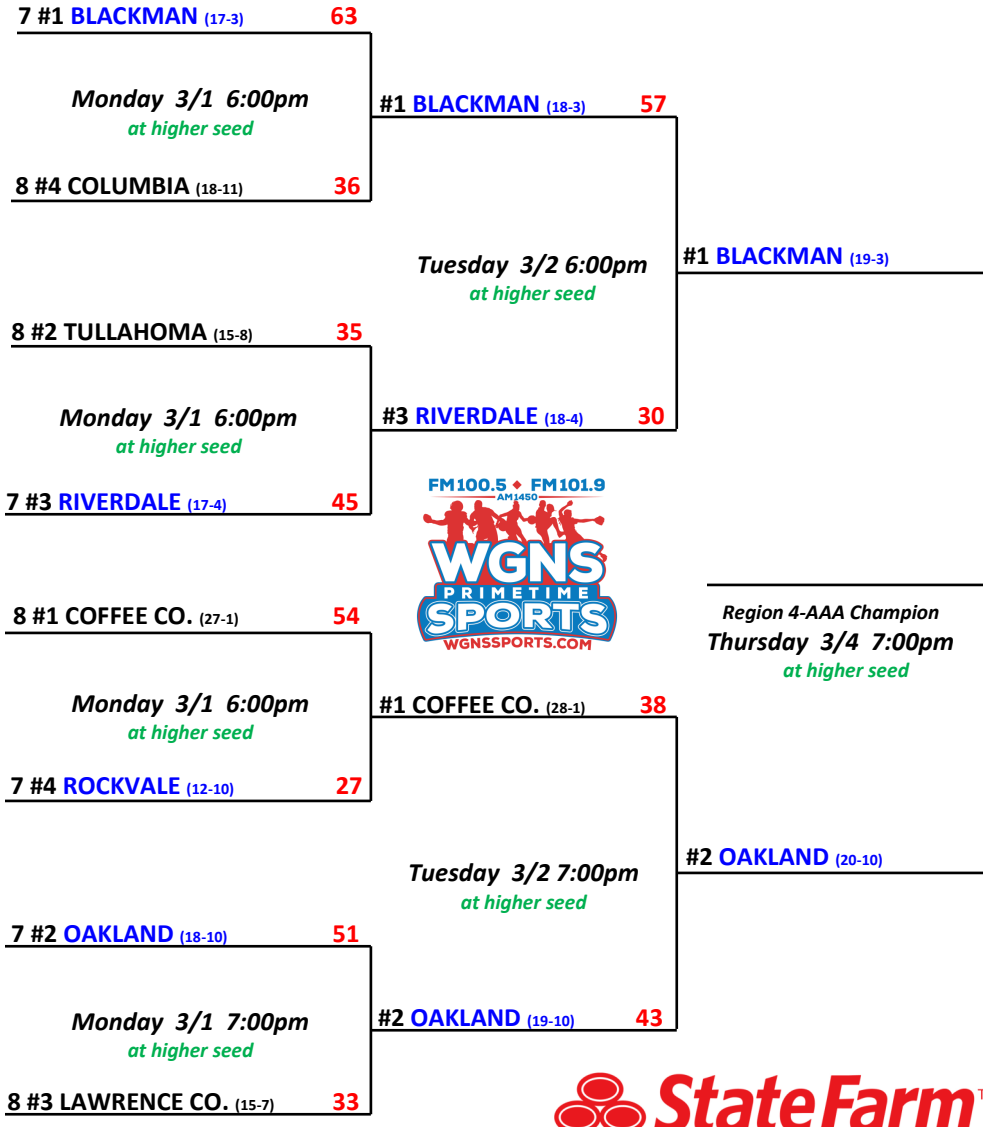 7 #1 BLACKMAN (17-3) 63
Monday 3/1 6:00pm
at higher seed
#1 BLACKMAN (18-3) 57
8 #4 COLUMBIA (18-11) 36
Tuesday 3/2 6:00pm
at higher seed
#1 BLACKMAN (19-3)
8 #2 TULLAHOMA (15-8) 35
Monday 3/1 6:00pm
at higher seed
#3 RIVERDALE (18-4) 30
7 #3 RIVERDALE (17-4) 45
FM100.5 ♦ FM101.9
AM1450
WGNS
PRIMETIME
SPORTS
WGNSSPORTS.COM
8 #1 COFFEE CO. (27-1) 54
Region 4-AAA Champion
Thursday 3/4 7:00pm
at higher seed
Monday 3/1 6:00pm
at higher seed
#1 COFFEE CO. (28-1) 38
7 #4 ROCKVALE (12-10) 27
Tuesday 3/2 7:00pm
at higher seed
#2 OAKLAND (20-10)
7 #2 OAKLAND (18-10) 51
Monday 3/1 7:00pm
at higher seed
#2 OAKLAND (19-10) 43
8 #3 LAWRENCE CO. (15-7) 33
State Farm